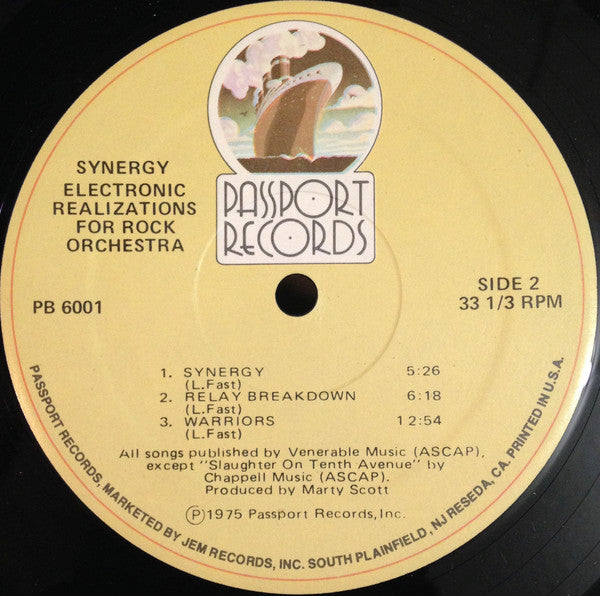 PASSPORT
RECORDS
SYNERGY
ELECTRONIC
REALIZATIONS
FOR ROCK
ORCHESTRA
PB 6001
SIDE 2
33 1/3 RPM
1. SYNERGY 5:26
(L.Fast)
2. RELAY BREAKDOWN 6:18
(L.Fast)
3. WARRIORS 12:54
(L.Fast)
All songs published by Venerable Music (ASCAP),
except "Slaughter On Tenth Avenue" by
Chappell Music (ASCAP).
Produced by Marty Scott
Ⓟ1975 Passport Records, Inc.
PASSPORT RECORDS, MARKETED BY JEM RECORDS, INC. SOUTH PLAINFIELD, NJ RESEDA, CA. PRINTED IN U.S.A.